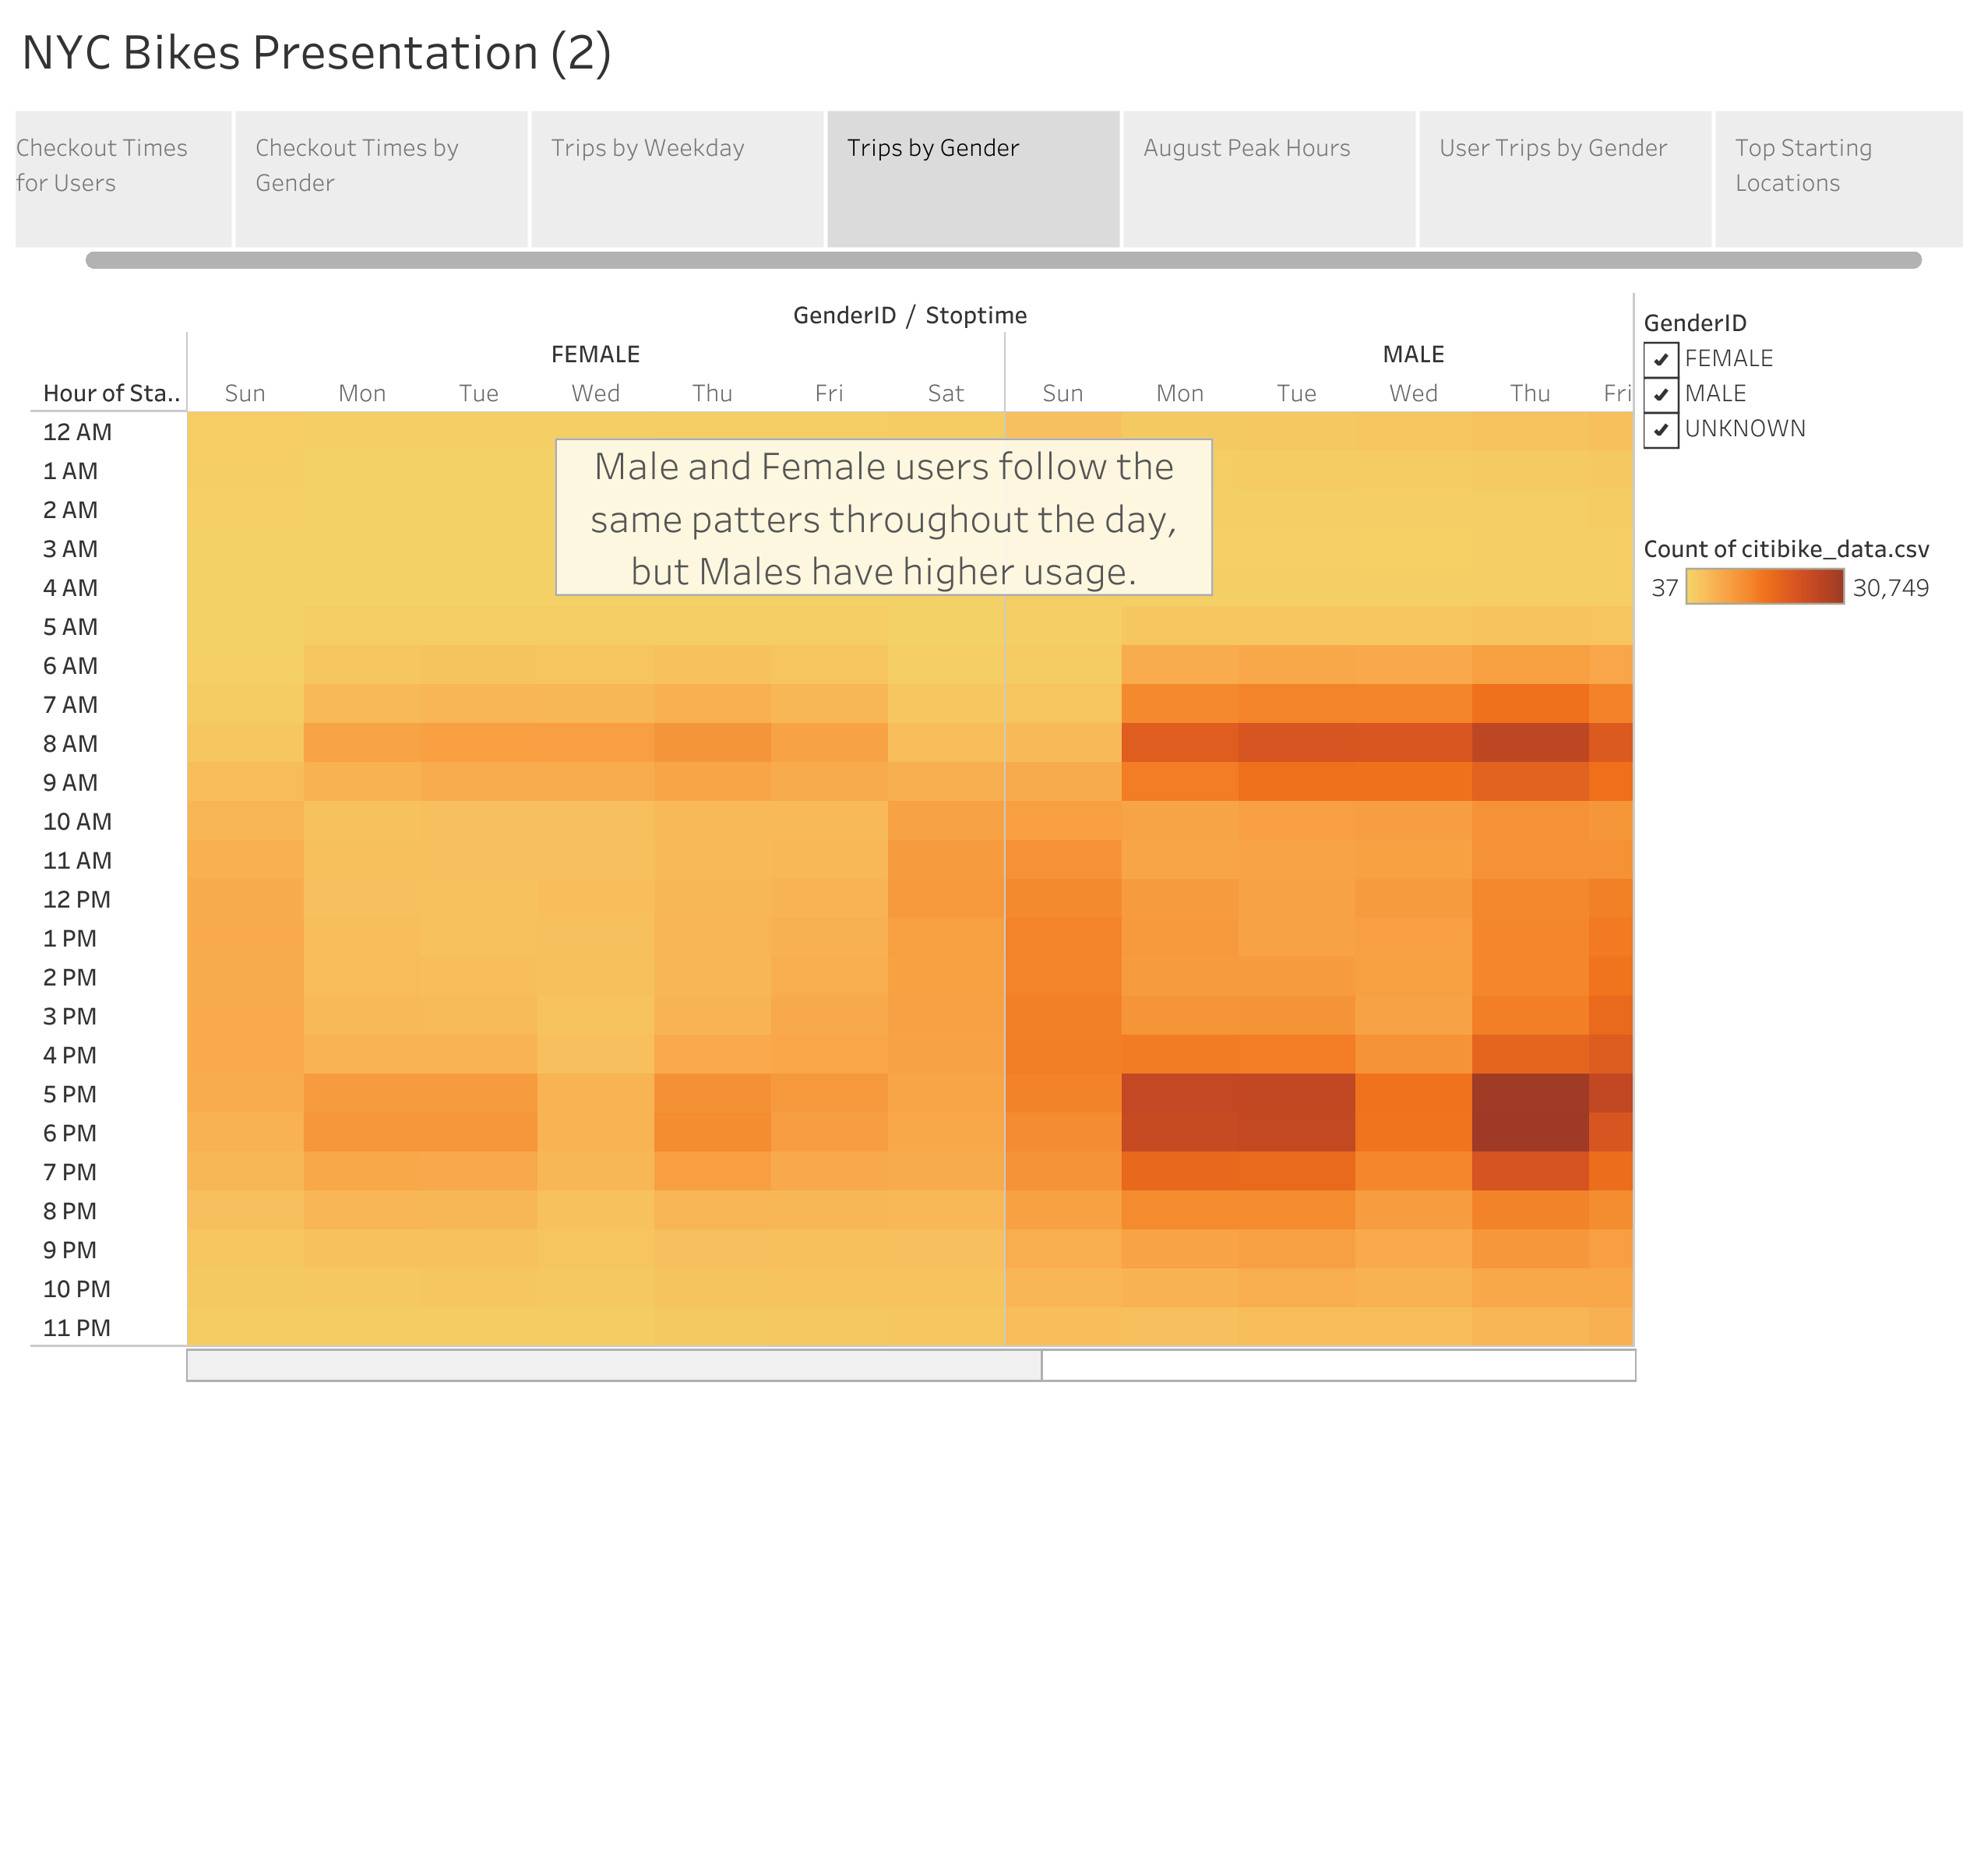 NYC Bikes Presentation (2)
Checkout Times
for Users
Checkout Times by
Gender
Trips by Weekday
Trips by Gender
August Peak Hours
User Trips by Gender
Top Starting
Locations
GenderID / Stoptime
FEMALE MALE
Hour of Sta.. Sun Mon Tue Wed Thu Fri Sat Sun Mon Tue Wed Thu Fri
12 AM
1 AM
2 AM
3 AM
4 AM
5 AM
6 AM
7 AM
8 AM
9 AM
10 AM
11 AM
12 PM
1 PM
2 PM
3 PM
4 PM
5 PM
6 PM
7 PM
8 PM
9 PM
10 PM
11 PM
Male and Female users follow the
same patters throughout the day,
but Males have higher usage.
GenderID
FEMALE
MALE
UNKNOWN
Count of citibike_data.csv
37 30,749